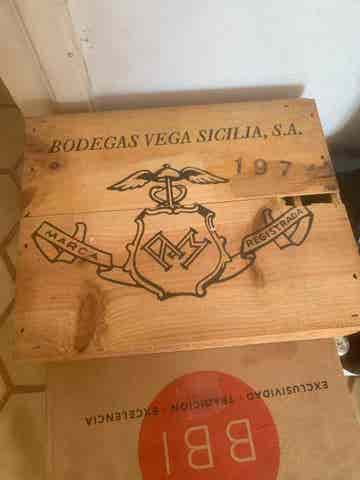 BODEGAS VEGA SICILIA, S.A.
197
MARCA
REGISTRADA
EXCLUSIVIDAD · TRADICION · EXCELENCIA
BBI